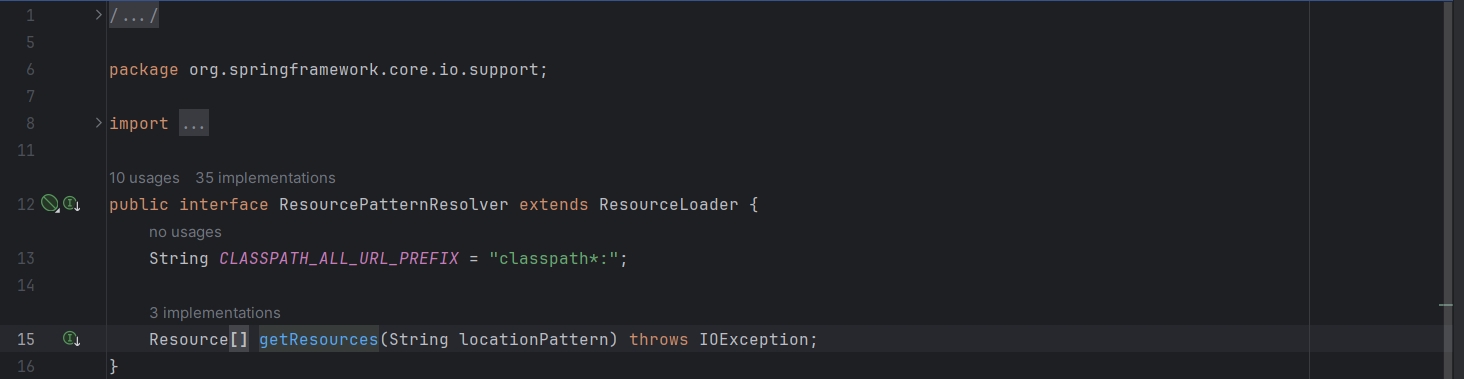 1 /.../
5
6 package org.springframework.core.io.support;
7
8 import ...
11
10 usages 35 implementations
12 public interface ResourcePatternResolver extends ResourceLoader {
no usages
13 String CLASSPATH_ALL_URL_PREFIX = "classpath*:";
14
3 implementations
15 Resource[] getResources(String locationPattern) throws IOException;
16 }